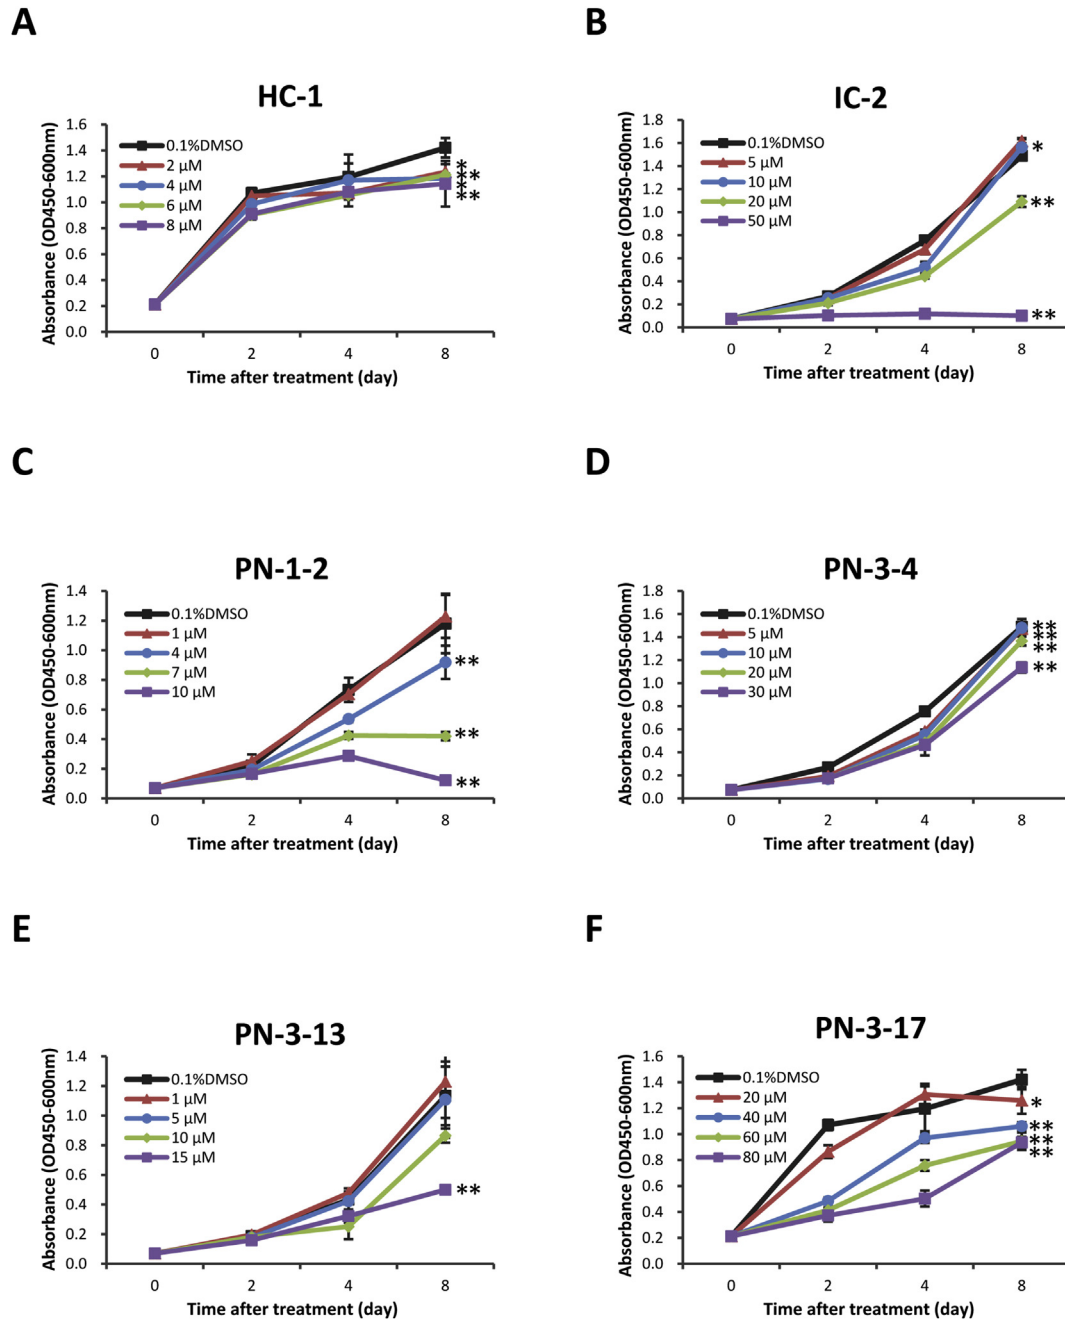 A
HC-1
Absorbance (OD450-600nm)
1.6
1.4
1.2
1.0
0.8
0.6
0.4
0.2
0.0
0.1%DMSO
2 µM
4 µM
6 µM
8 µM
*
**
**
0 2 4 8
Time after treatment (day)
B
IC-2
Absorbance (OD450-600nm)
1.8
1.6
1.4
1.2
1.0
0.8
0.6
0.4
0.2
0.0
0.1%DMSO
5 µM
10 µM
20 µM
50 µM
*
**
**
0 2 4 8
Time after treatment (day)
C
PN-1-2
Absorbance (OD450-600nm)
1.4
1.2
1.0
0.8
0.6
0.4
0.2
0.0
0.1%DMSO
1 µM
4 µM
7 µM
10 µM
**
**
**
0 2 4 8
Time after treatment (day)
D
PN-3-4
Absorbance (OD450-600nm)
1.8
1.6
1.4
1.2
1.0
0.8
0.6
0.4
0.2
0.0
0.1%DMSO
5 µM
10 µM
20 µM
30 µM
**
**
**
**
0 2 4 8
Time after treatment (day)
E
PN-3-13
Absorbance (OD450-600nm)
1.4
1.2
1.0
0.8
0.6
0.4
0.2
0.0
0.1%DMSO
1 µM
5 µM
10 µM
15 µM
**
0 2 4 8
Time after treatment (day)
F
PN-3-17
Absorbance (OD450-600nm)
1.6
1.4
1.2
1.0
0.8
0.6
0.4
0.2
0.0
0.1%DMSO
20 µM
40 µM
60 µM
80 µM
*
**
**
**
0 2 4 8
Time after treatment (day)